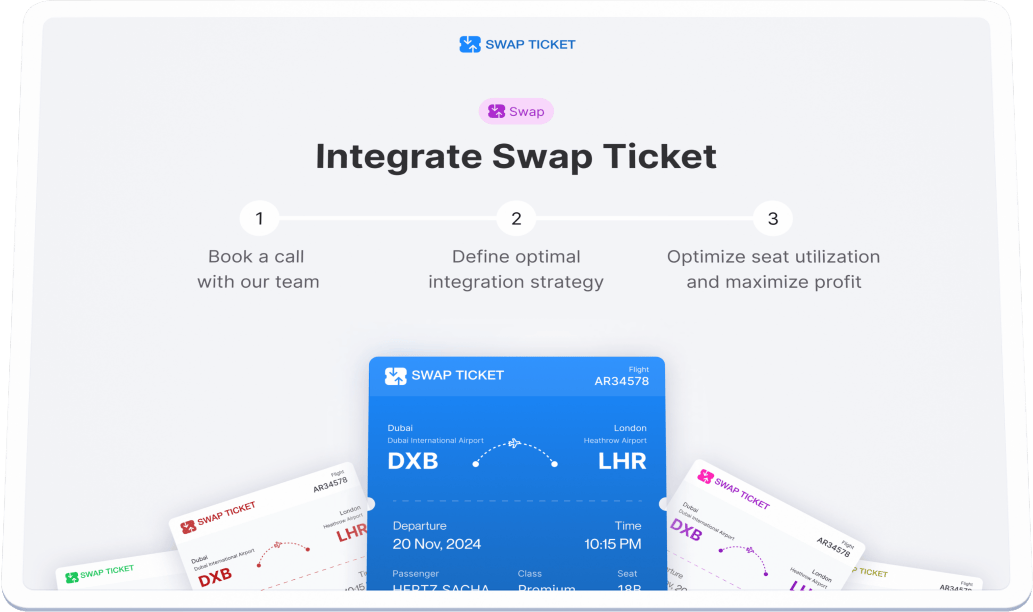 SWAP TICKET
Swap
Integrate Swap Ticket
1
2
3
Book a call
with our team
Define optimal
integration strategy
Optimize seat utilization
and maximize profit
SWAP TICKET
Flight
AR34578
Dubai
Dubai International Airport
DXB
London
Heathrow Airport
LHR
Departure
20 Nov, 2024
Time
10:15 PM
Passenger
HERTZ SACHA
Class
Premium
Seat
18B
SWAP TICKET
SWAP TICKET
Flight
AR34578
Dubai
Dubai International Airport
DXB
London
Heathrow Airport
LHR
SWAP TICKET
Dubai
Dubai International Airport
DXB
Flight
AR34578
London
Heathrow Airport
TICKET
Flight
AR34578